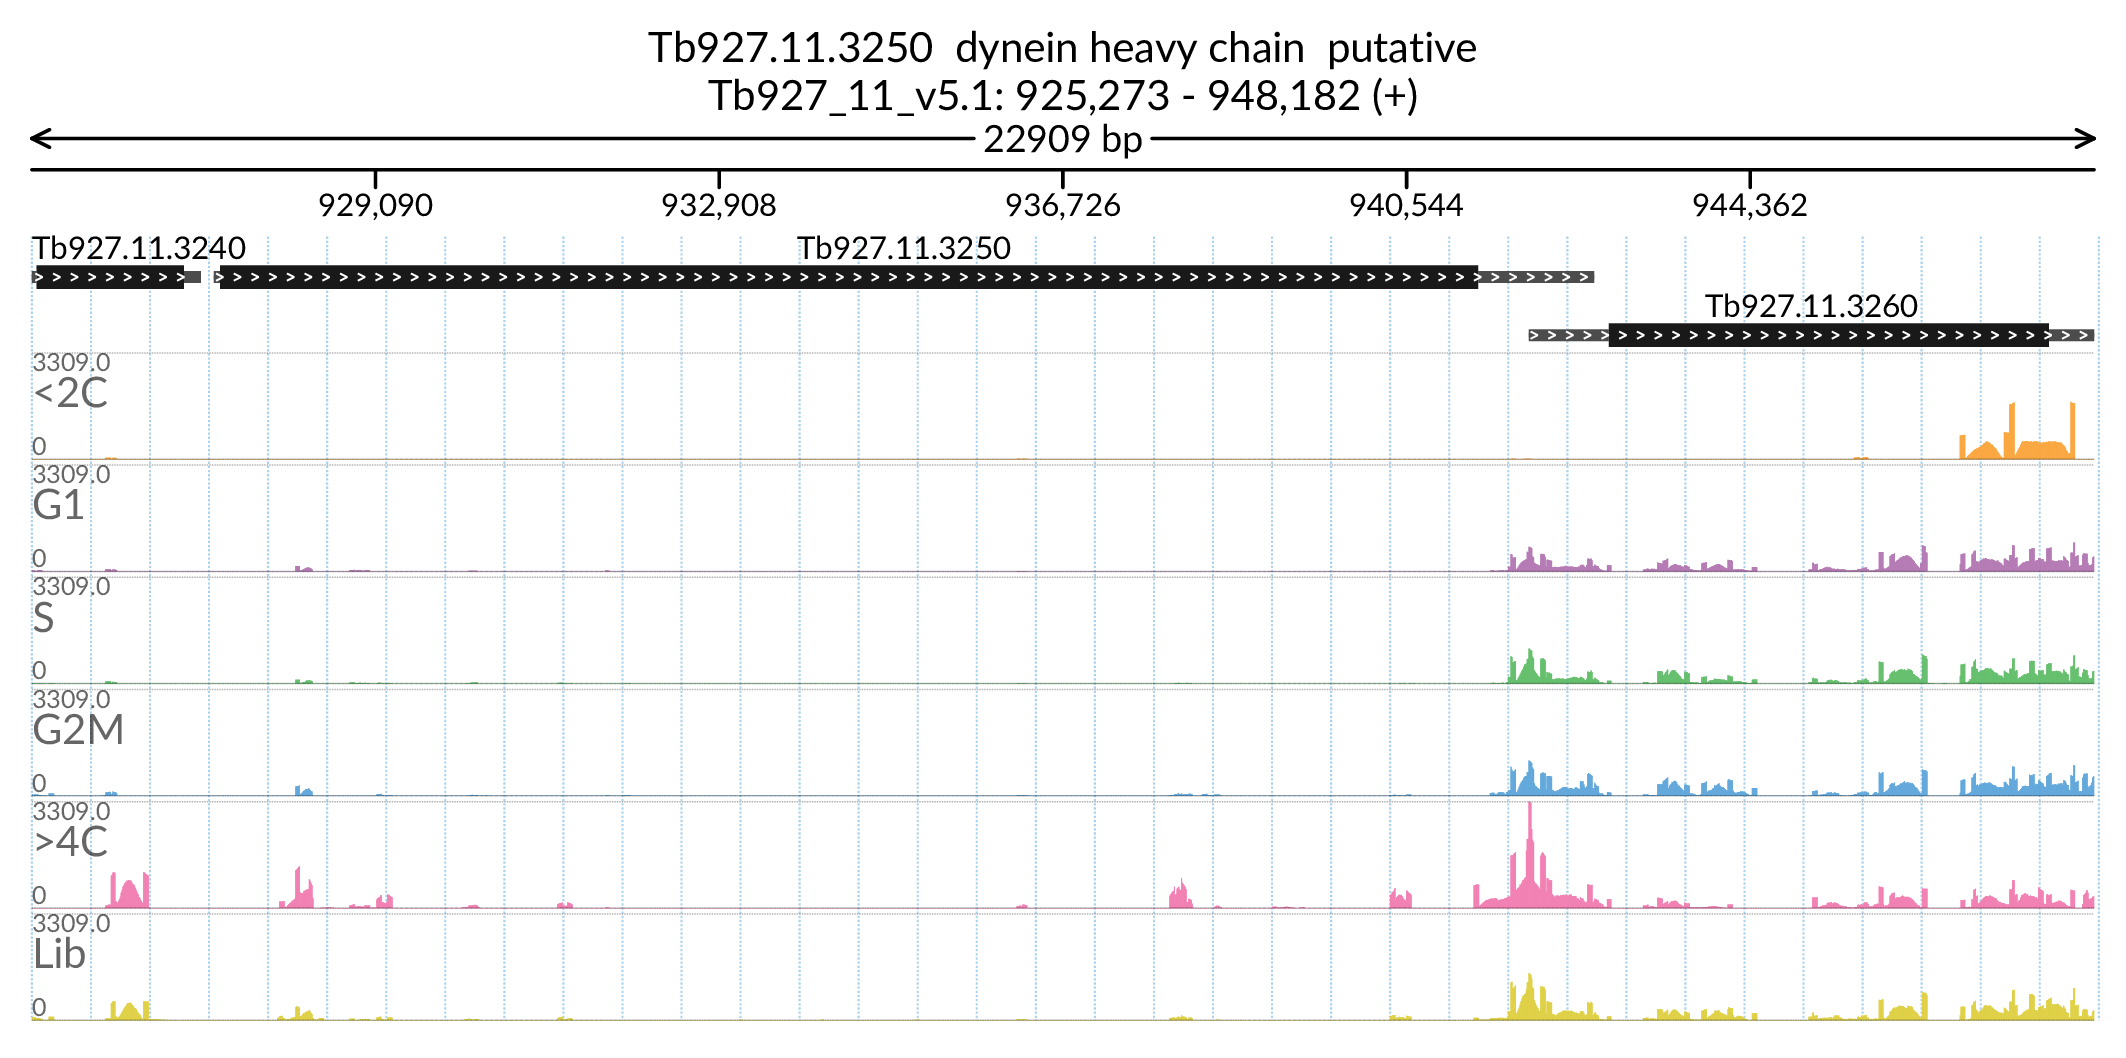 Tb927.11.3250  dynein heavy chain  putative
Tb927_11_v5.1: 925,273 - 948,182 (+)
22909 bp
929,090 932,908 936,726 940,544 944,362
Tb927.11.3240 Tb927.11.3250
Tb927.11.3260
3309.0
<2C
0
3309.0
G1
0
3309.0
S
0
3309.0
G2M
0
3309.0
>4C
0
3309.0
Lib
0